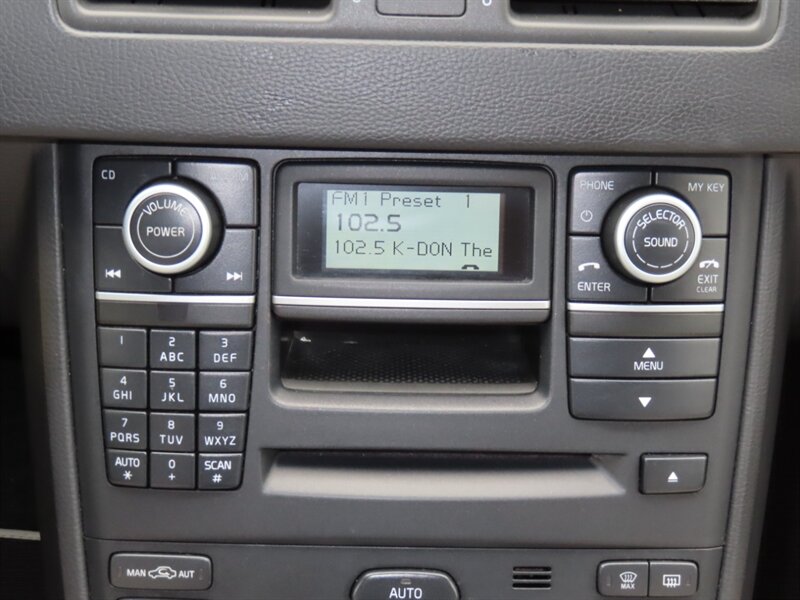 CD
VOLUME
POWER
FM1 Preset 1
102.5
102.5 K-DON The
PHONE
MY KEY
SELECTOR
SOUND
ENTER
EXIT
CLEAR
1
2
ABC
3
DEF
4
GHI
5
JKL
6
MNO
7
PQRS
8
TUV
9
WXYZ
AUTO
*
0
+
SCAN
#
MENU
MAN AUT
AUTO
MAX